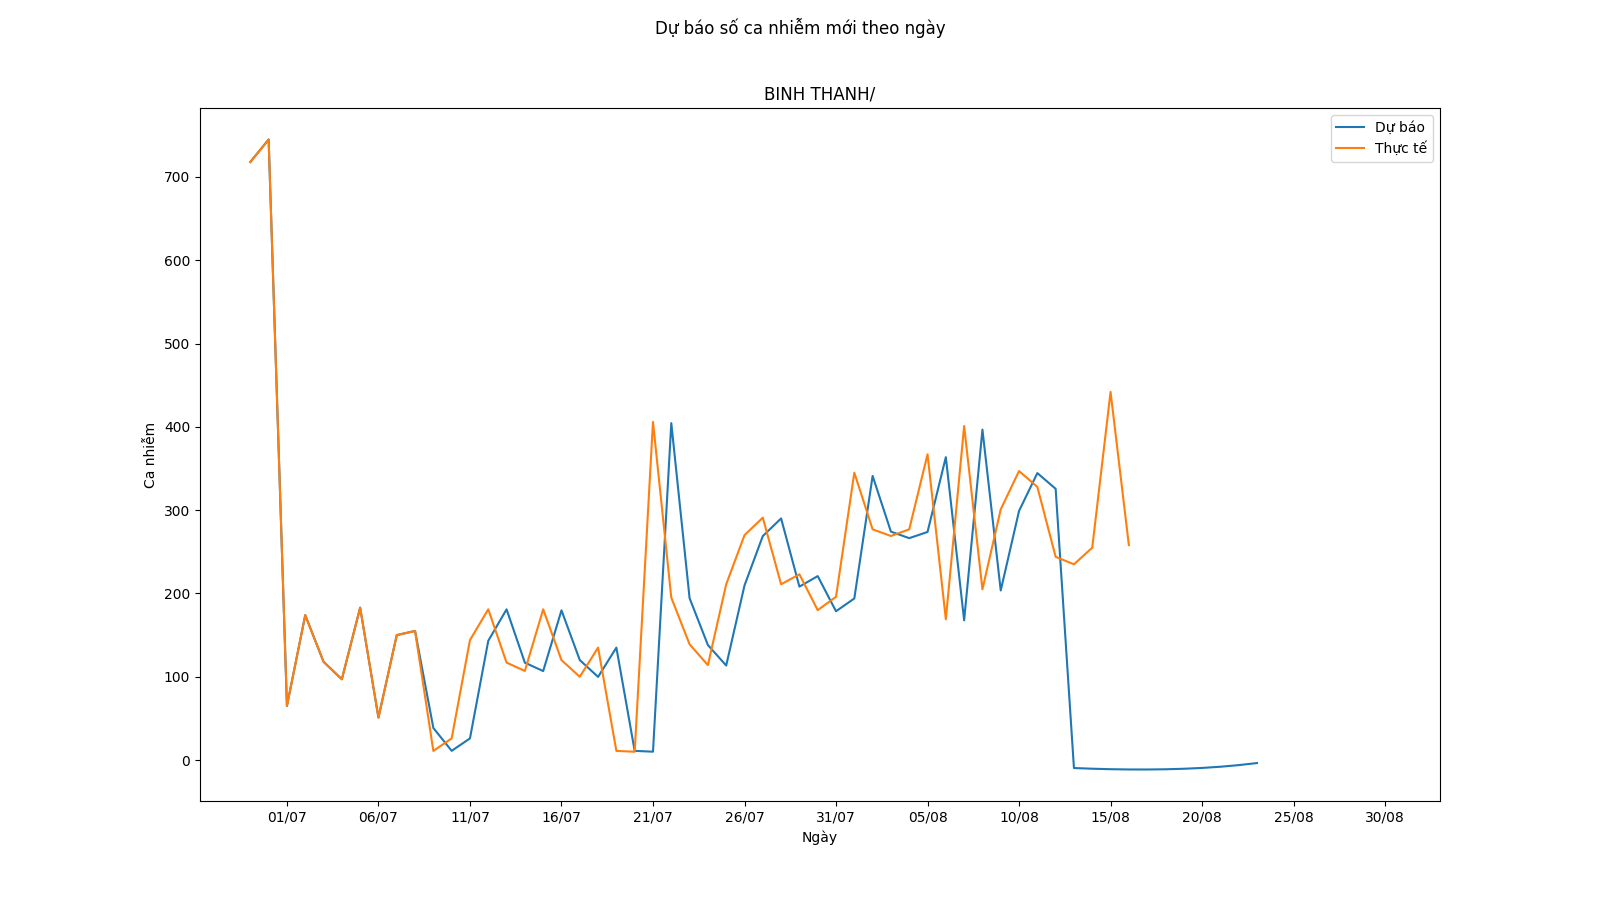 Dự báo số ca nhiễm mới theo ngày
BINH THANH/
Dự báo
Thực tế
700
600
500
400
300
200
100
0
Ca nhiễm
01/07 06/07 11/07 16/07 21/07 26/07 31/07 05/08 10/08 15/08 20/08 25/08 30/08
Ngày